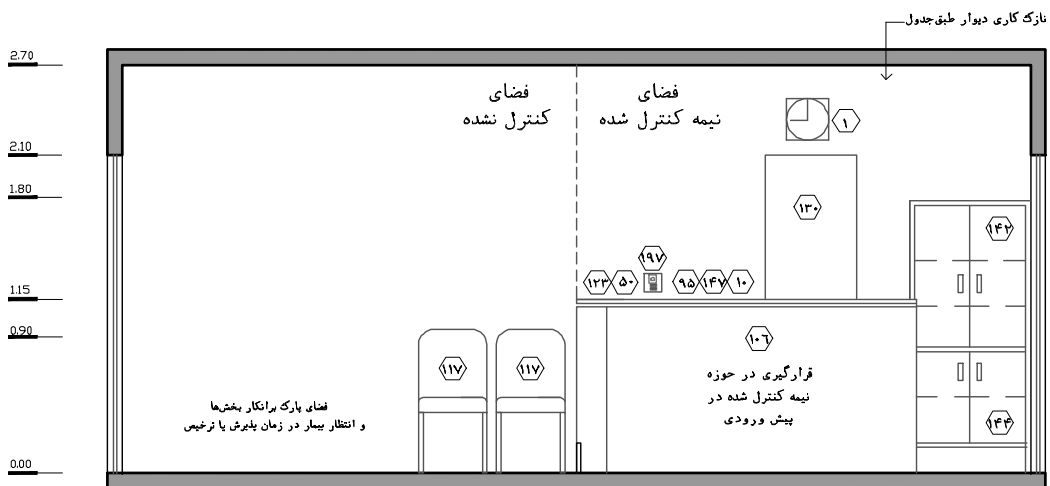 نازک کاری دیوار طبق جدول
2.70
فضای
نیمه کنترل شده
فضای
کنترل نشده
۱
2.10
1.80
۱۳۰
۱۴۲
۱۹۷
۱۲۳ ۵۰ ۹۵ ۱۴۷ ۱۰
1.15
0.90
۱۰۶
۱۱۷ ۱۱۷
قرارگیری در حوزه
نیمه کنترل شده در
پیش ورودی
فضای پارک برانکار بخش‌ها
و انتظار بیمار در زمان پذیرش یا ترخیص
۱۴۴
0.00